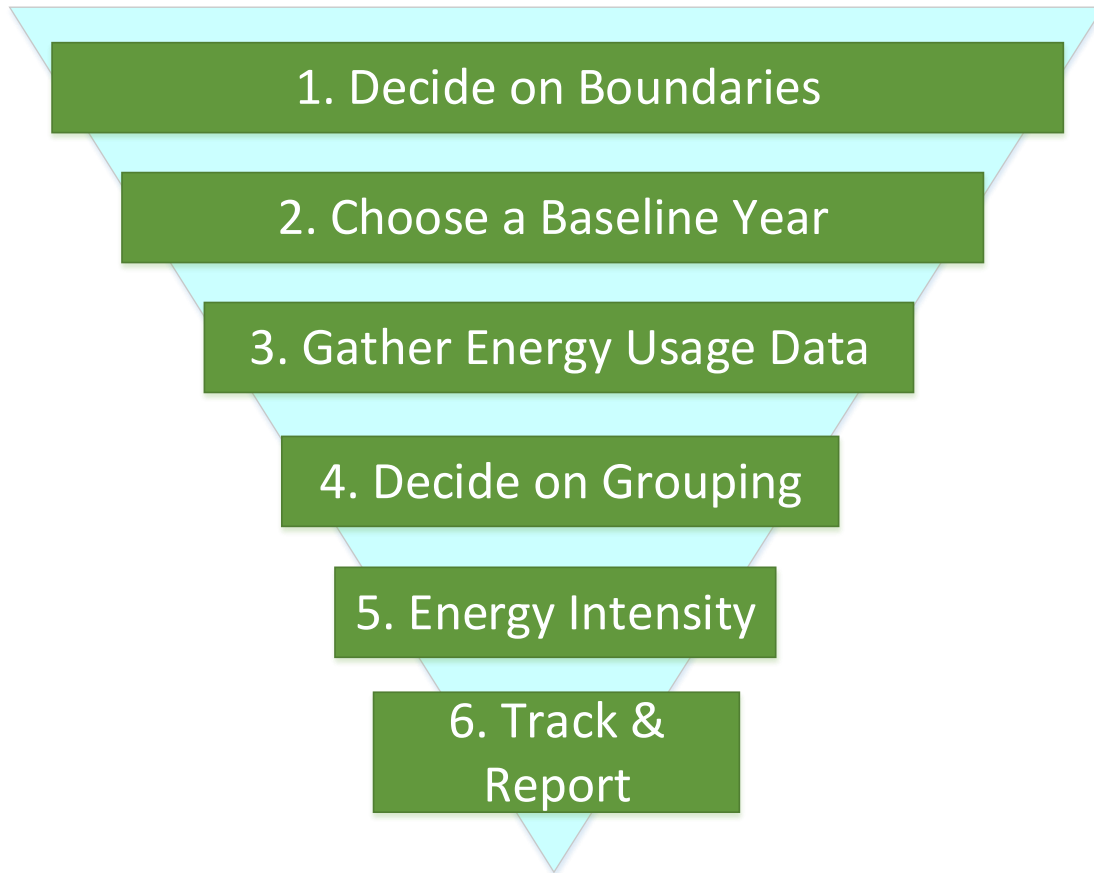 1. Decide on Boundaries
2. Choose a Baseline Year
3. Gather Energy Usage Data
4. Decide on Grouping
5. Energy Intensity
6. Track &
Report